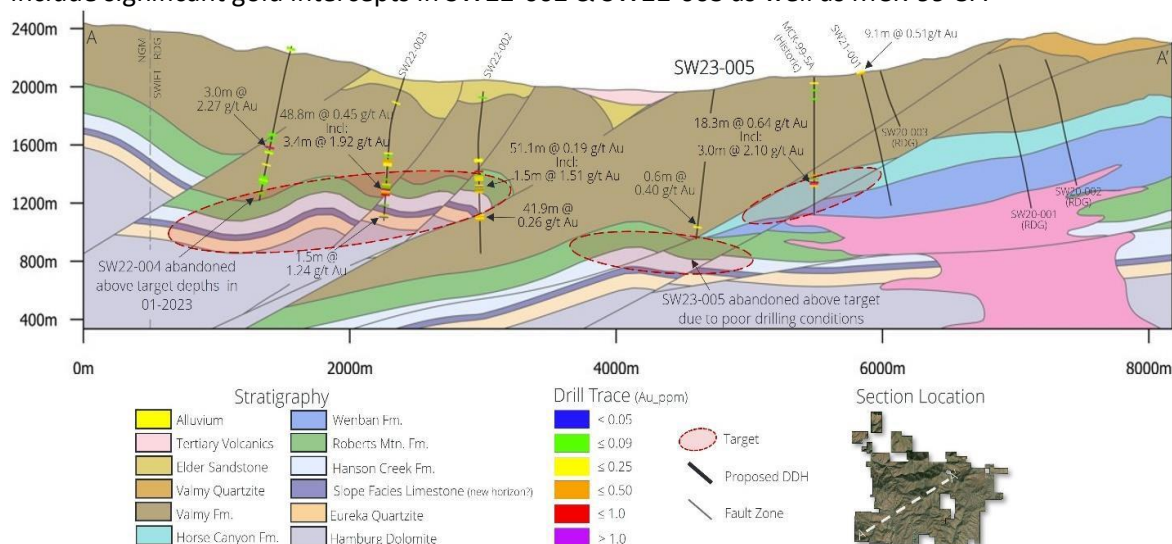 include significant gold intercepts in SW22-002 & SW22-003 as well as MCK-99-5A
2400m
2000m
1600m
1200m
800m
400m
A
A'
NGM
RDG
SWIFT
SW22-003
SW22-002
SW23-005
MCK-99-5A
(Historic)
SW21-001
9.1m @ 0.51g/t Au
SW20-003
(RDG)
SW20-001
(RDG)
SW20-002
(RDG)
3.0m @
2.27 g/t Au
48.8m @ 0.45 g/t Au
Incl:
3.4m @ 1.92 g/t Au
51.1m @ 0.19 g/t Au
Incl:
1.5m @ 1.51 g/t Au
41.9m @
0.26 g/t Au
1.5m @
1.24 g/t Au
0.6m @
0.40 g/t Au
18.3m @ 0.64 g/t Au
Incl:
3.0m @ 2.10 g/t Au
SW22-004 abandoned
above target depths in
01-2023
SW23-005 abandoned above target
due to poor drilling conditions
0m
2000m
4000m
6000m
8000m
Stratigraphy
Alluvium
Tertiary Volcanics
Elder Sandstone
Valmy Quartzite
Valmy Fm.
Horse Canyon Fm.
Wenban Fm.
Roberts Mtn. Fm.
Hanson Creek Fm.
Slope Facies Limestone (new horizon?)
Eureka Quartzite
Hamburg Dolomite
Drill Trace (Au_ppm)
< 0.05
≤ 0.09
≤ 0.25
≤ 0.50
≤ 1.0
> 1.0
Target
Proposed DDH
Fault Zone
Section Location